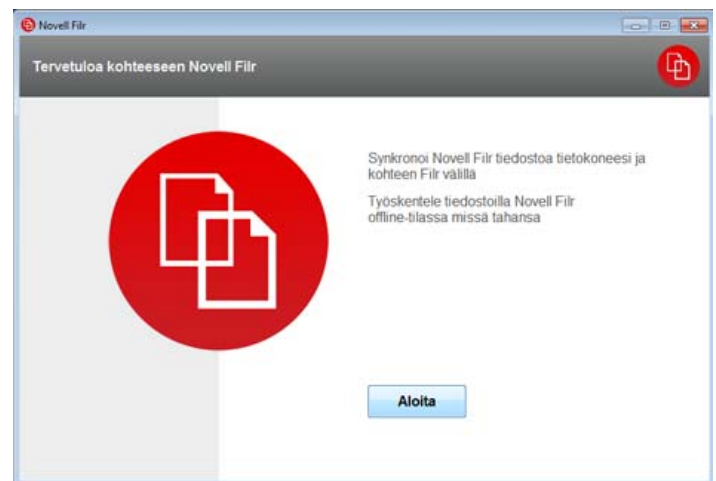 Novell Filr
Tervetuloa kohteeseen Novell Filr
Synkronoi Novell Filr tiedostoa tietokoneesi ja
kohteen Filr välillä
Työskentele tiedostoilla Novell Filr
offline-tilassa missä tahansa
Aloita